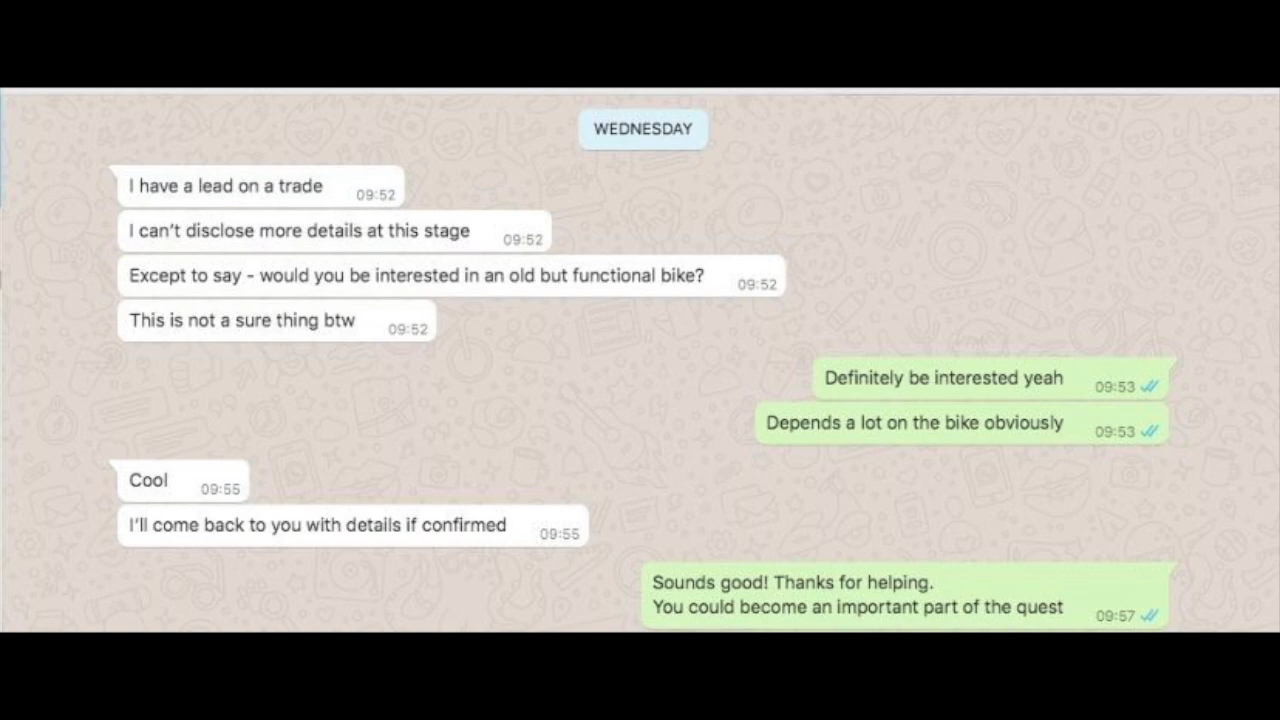 WEDNESDAY
I have a lead on a trade 09:52
I can't disclose more details at this stage 09:52
Except to say - would you be interested in an old but functional bike? 09:52
This is not a sure thing btw 09:52
Definitely be interested yeah 09:53
Depends a lot on the bike obviously 09:53
Cool 09:55
I'll come back to you with details if confirmed 09:55
Sounds good! Thanks for helping.
You could become an important part of the quest 09:57